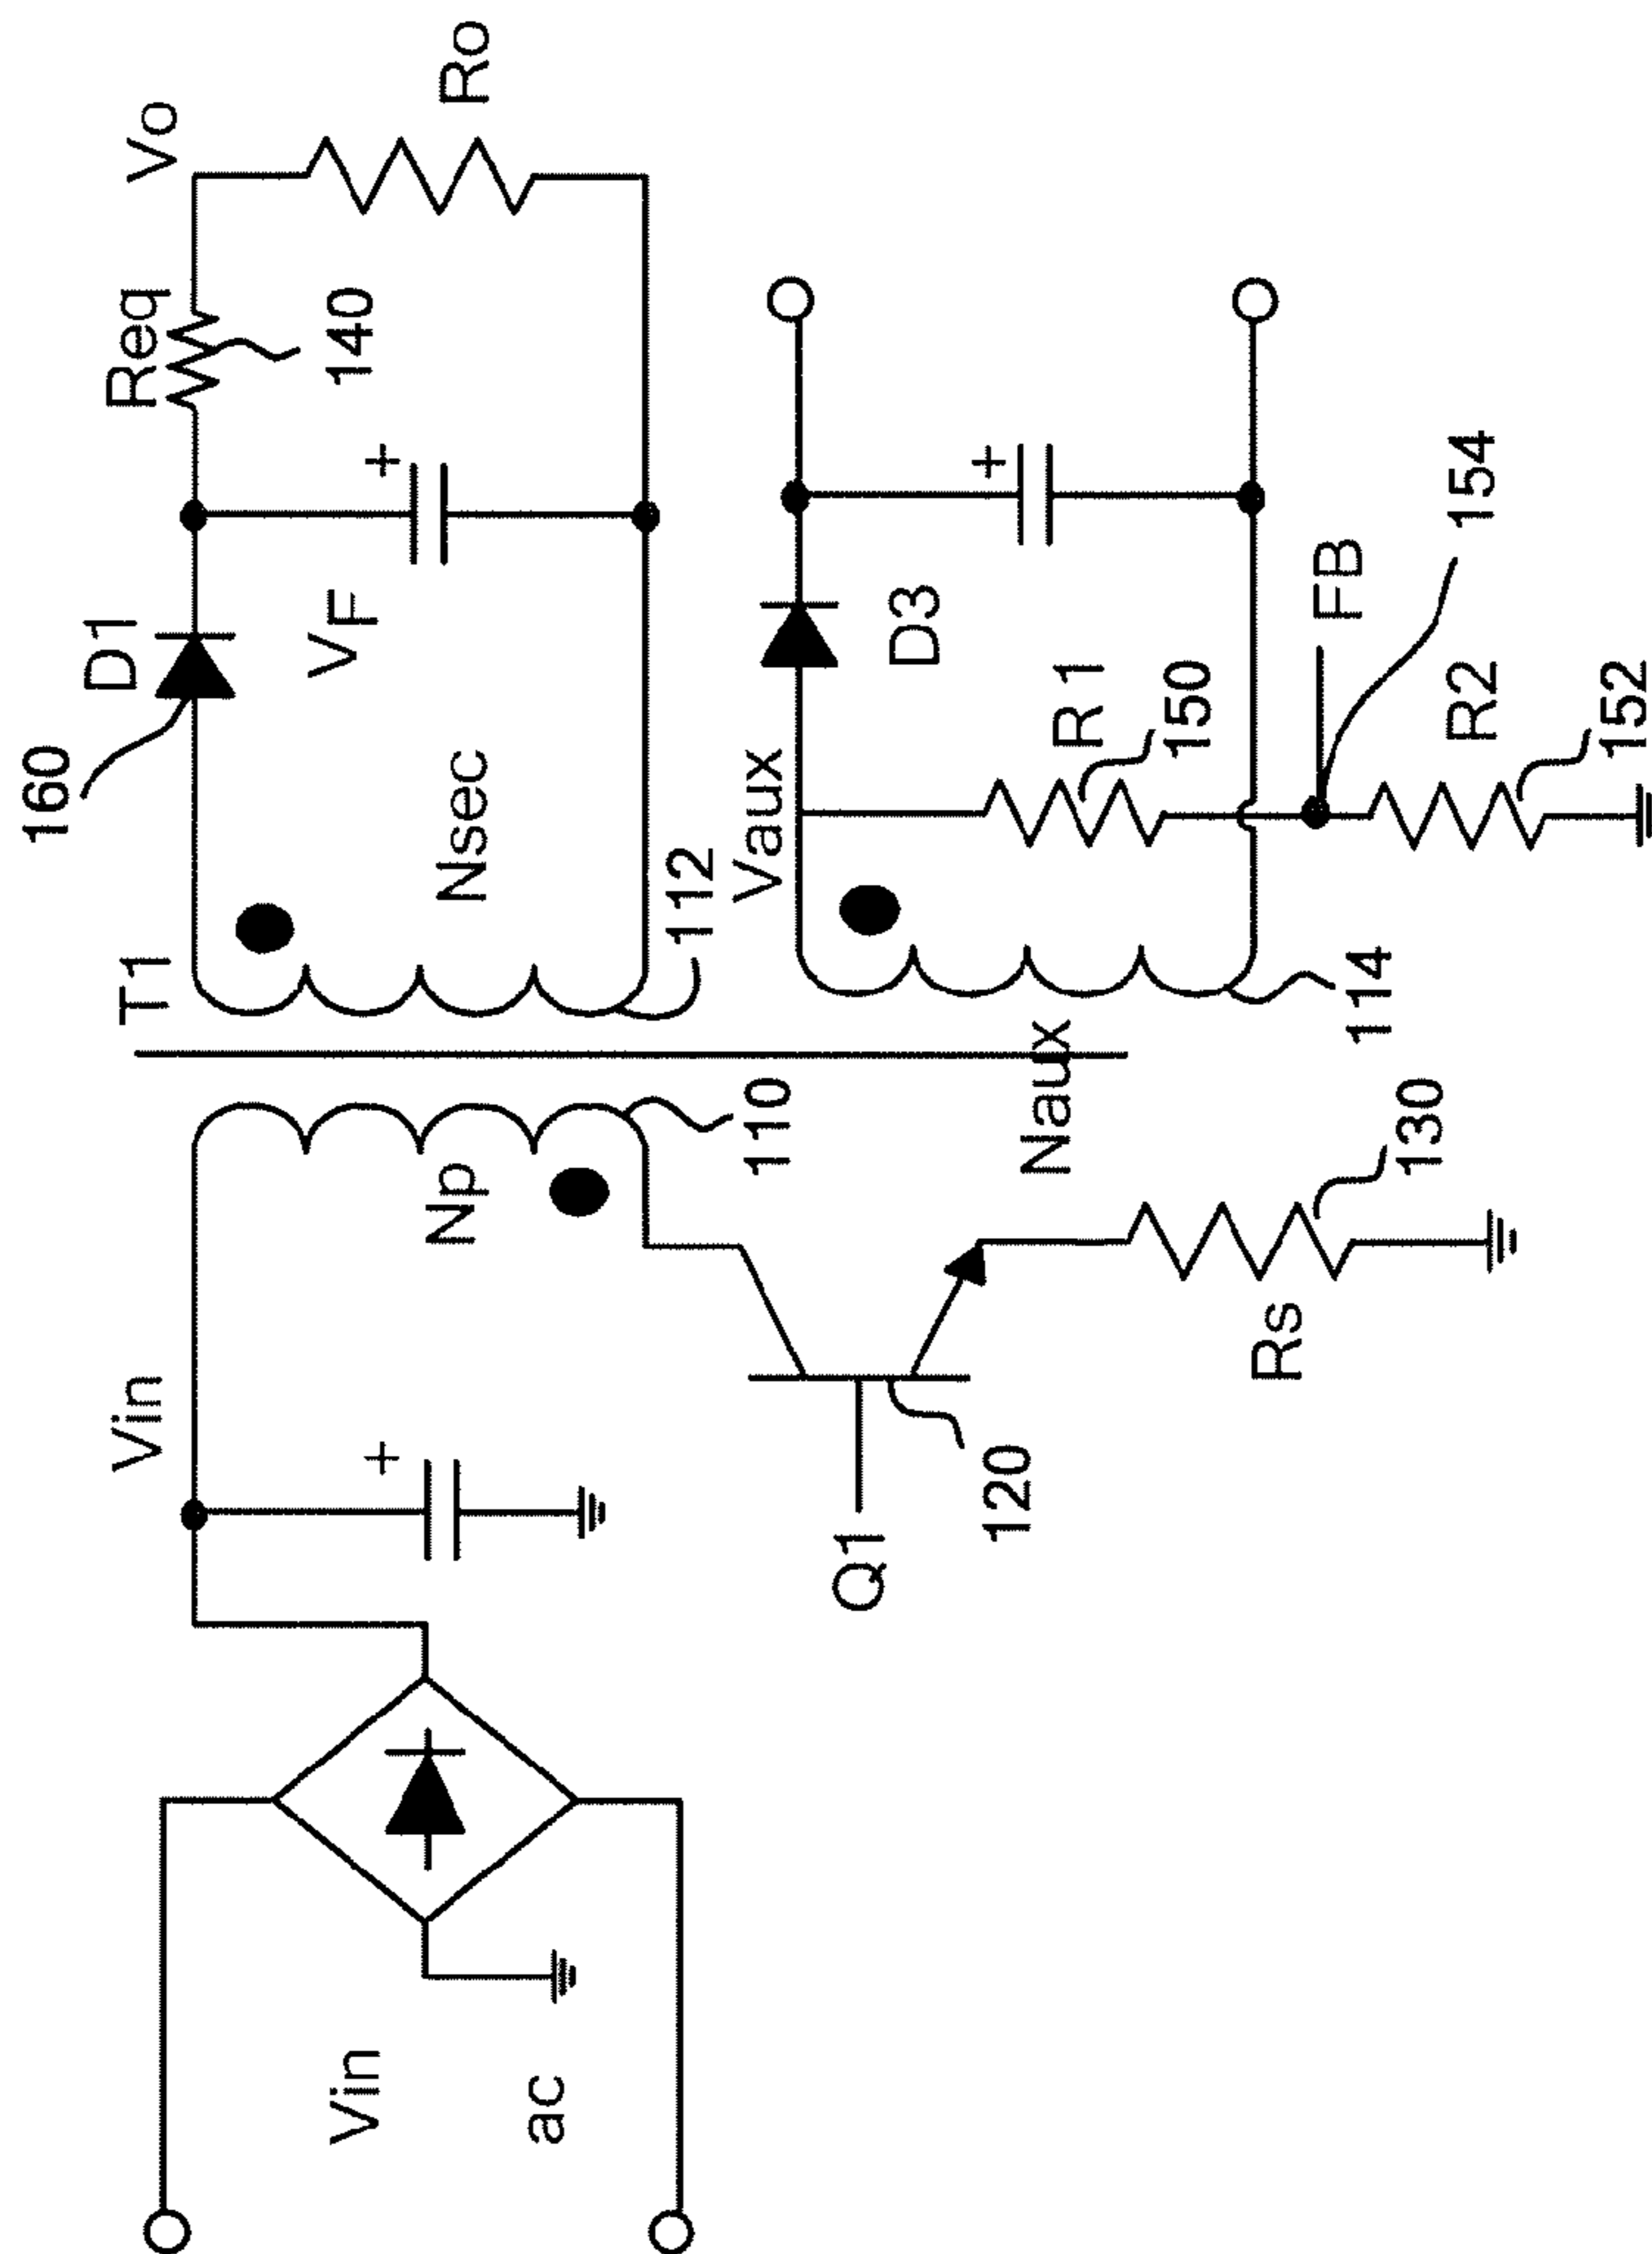 Vin
ac
Vin
Np
110
Q1
120
Rs
130
T1
Nsec
112
160
D1
VF
Req
140
Vo
Ro
Naux
114
Vaux
D3
R1
150
FB
154
R2
152